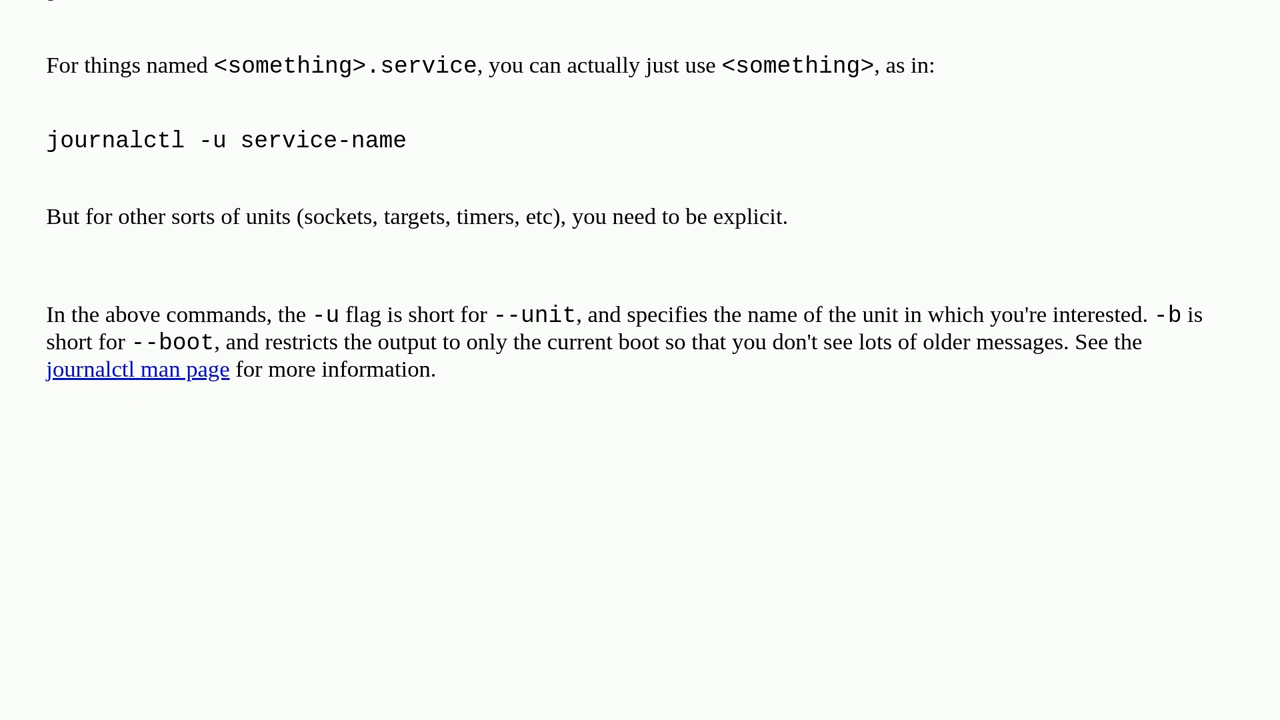 For things named <something>.service, you can actually just use <something>, as in:
journalctl -u service-name
But for other sorts of units (sockets, targets, timers, etc), you need to be explicit.
In the above commands, the -u flag is short for --unit, and specifies the name of the unit in which you're interested. -b is
short for --boot, and restricts the output to only the current boot so that you don't see lots of older messages. See the
journalctl man page for more information.